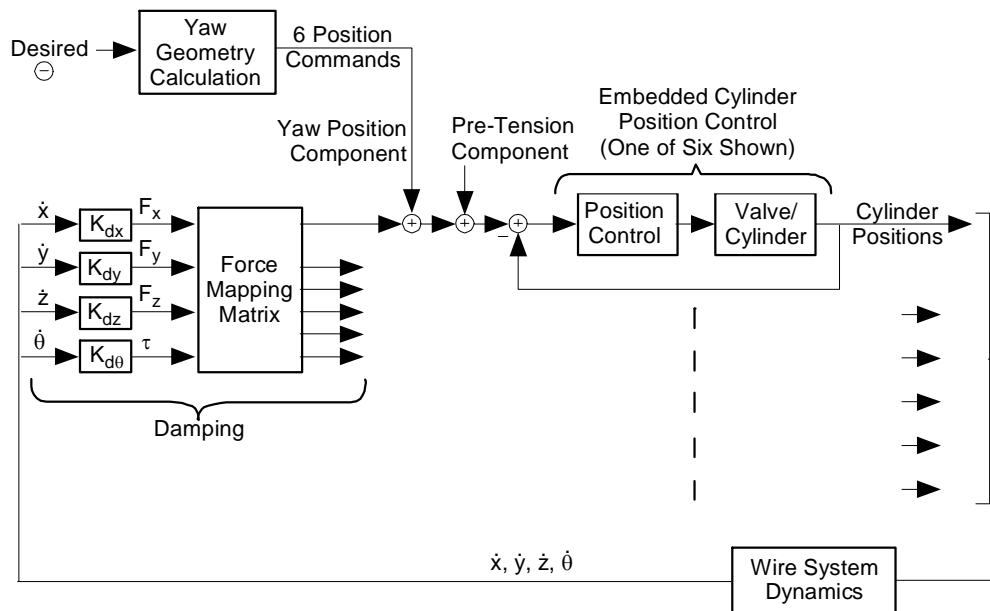 Desired
⊖
Yaw
Geometry
Calculation
6 Position
Commands
Yaw Position
Component
Pre-Tension
Component
Embedded Cylinder
Position Control
(One of Six Shown)
ẋ
K_dx
F_x
ẏ
K_dy
F_y
ż
K_dz
F_z
θ̇
K_dθ
τ
Force
Mapping
Matrix
+
+
+
−
Position
Control
Valve/
Cylinder
Cylinder
Positions
Damping
ẋ, ẏ, ż, θ̇
Wire System
Dynamics